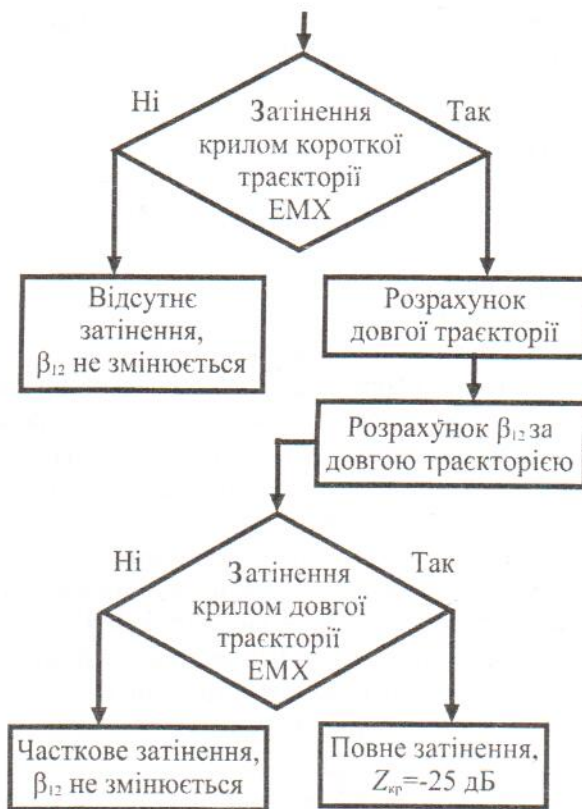 Ні
Затінення
крилом короткої
траєкторії
ЕМХ
Так
Відсутнє
затінення,
β₁₂ не змінюється
Розрахунок
довгої траєкторії
Розрахунок β₁₂ за
довгою траєкторією
Ні
Затінення
крилом довгої
траєкторії
ЕМХ
Так
Часткове затінення,
β₁₂ не змінюється
Повне затінення,
Zкр=-25 дБ